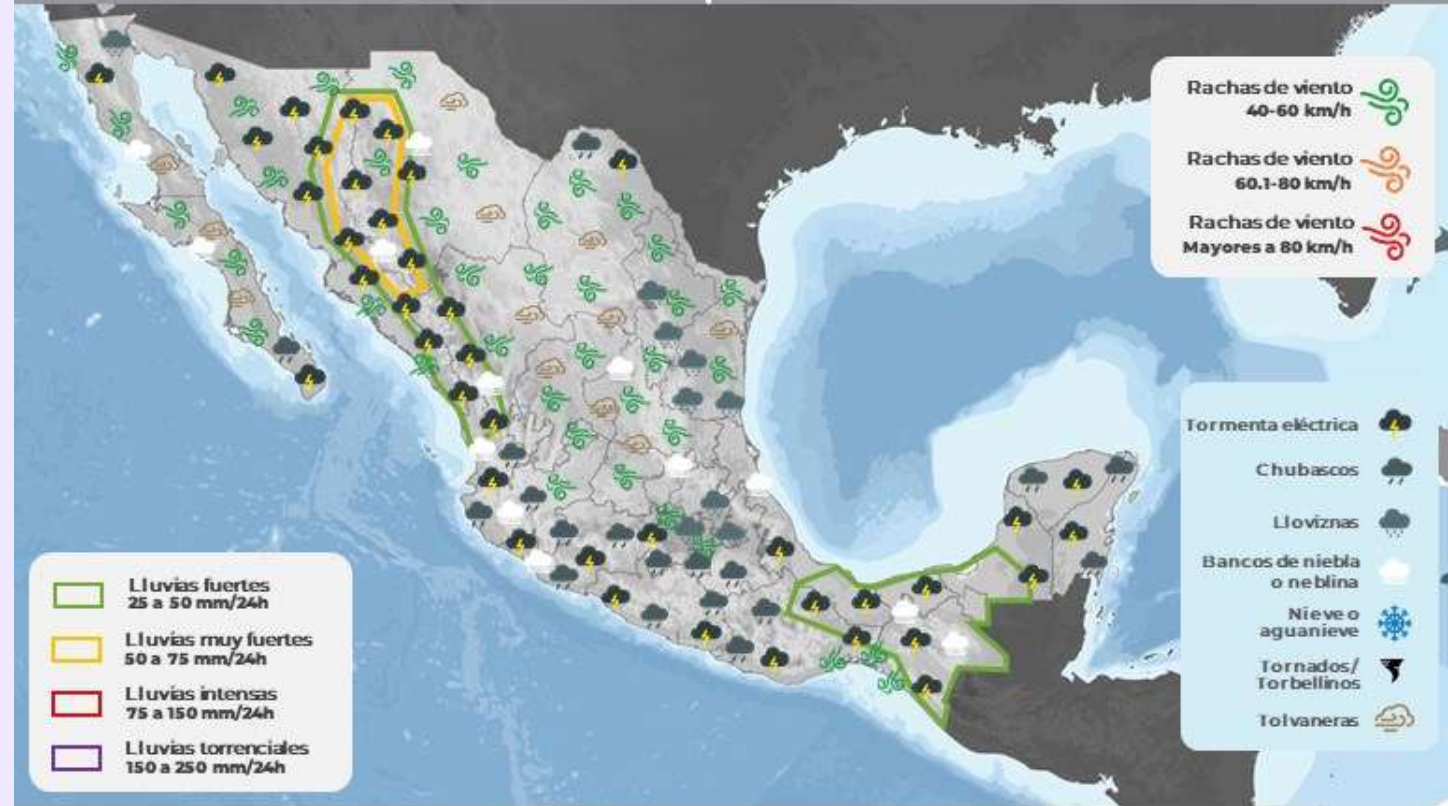 Rachas de viento
40-60 km/h
Rachas de viento
60.1-80 km/h
Rachas de viento
Mayores a 80 km/h
Tormenta eléctrica
Chubascos
Lloviznas
Bancos de niebla
o neblina
Nieve o
aguanieve
Tornados/
Torbellinos
Tolvaneras
Lluvias fuertes
25 a 50 mm/24h
Lluvias muy fuertes
50 a 75 mm/24h
Lluvias intensas
75 a 150 mm/24h
Lluvias torrenciales
150 a 250 mm/24h